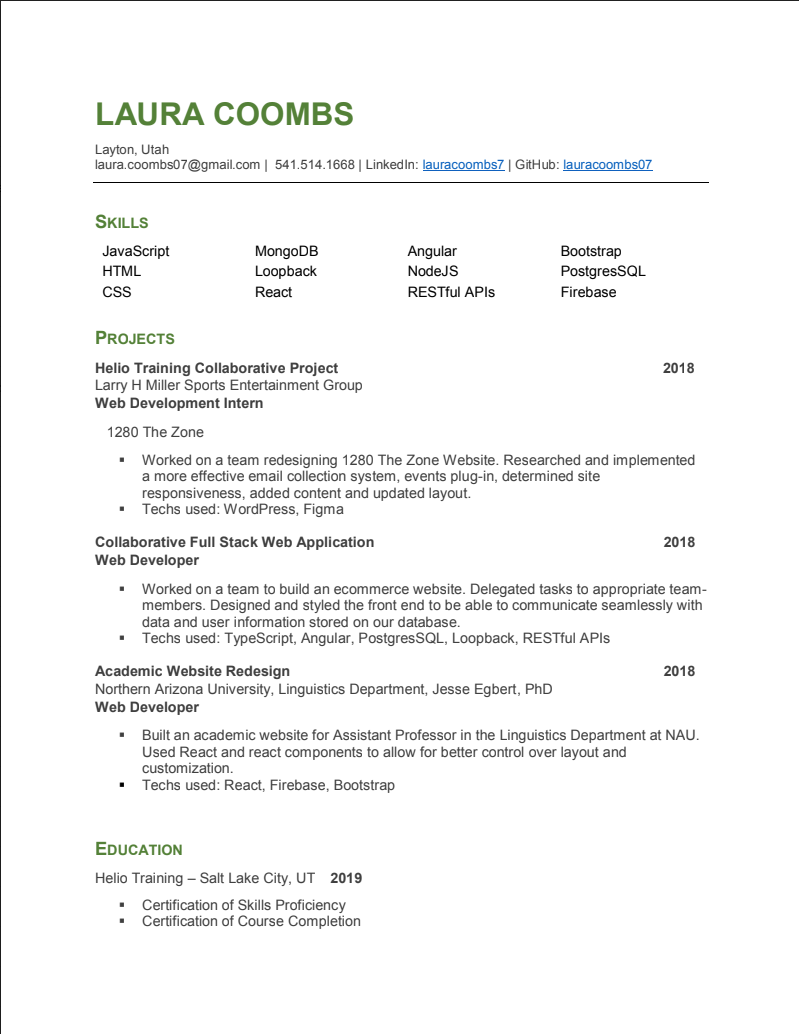 LAURA COOMBS
Layton, Utah
laura.coombs07@gmail.com | 541.514.1668 | LinkedIn: lauracoombs7 | GitHub: lauracoombs07
SKILLS
JavaScript MongoDB Angular Bootstrap
HTML Loopback NodeJS PostgresSQL
CSS React RESTful APIs Firebase
PROJECTS
Helio Training Collaborative Project 2018
Larry H Miller Sports Entertainment Group
Web Development Intern
1280 The Zone
▪ Worked on a team redesigning 1280 The Zone Website. Researched and implemented
a more effective email collection system, events plug-in, determined site
responsiveness, added content and updated layout.
▪ Techs used: WordPress, Figma
Collaborative Full Stack Web Application 2018
Web Developer
▪ Worked on a team to build an ecommerce website. Delegated tasks to appropriate team-
members. Designed and styled the front end to be able to communicate seamlessly with
data and user information stored on our database.
▪ Techs used: TypeScript, Angular, PostgresSQL, Loopback, RESTful APIs
Academic Website Redesign 2018
Northern Arizona University, Linguistics Department, Jesse Egbert, PhD
Web Developer
▪ Built an academic website for Assistant Professor in the Linguistics Department at NAU.
Used React and react components to allow for better control over layout and
customization.
▪ Techs used: React, Firebase, Bootstrap
EDUCATION
Helio Training – Salt Lake City, UT 2019
▪ Certification of Skills Proficiency
▪ Certification of Course Completion